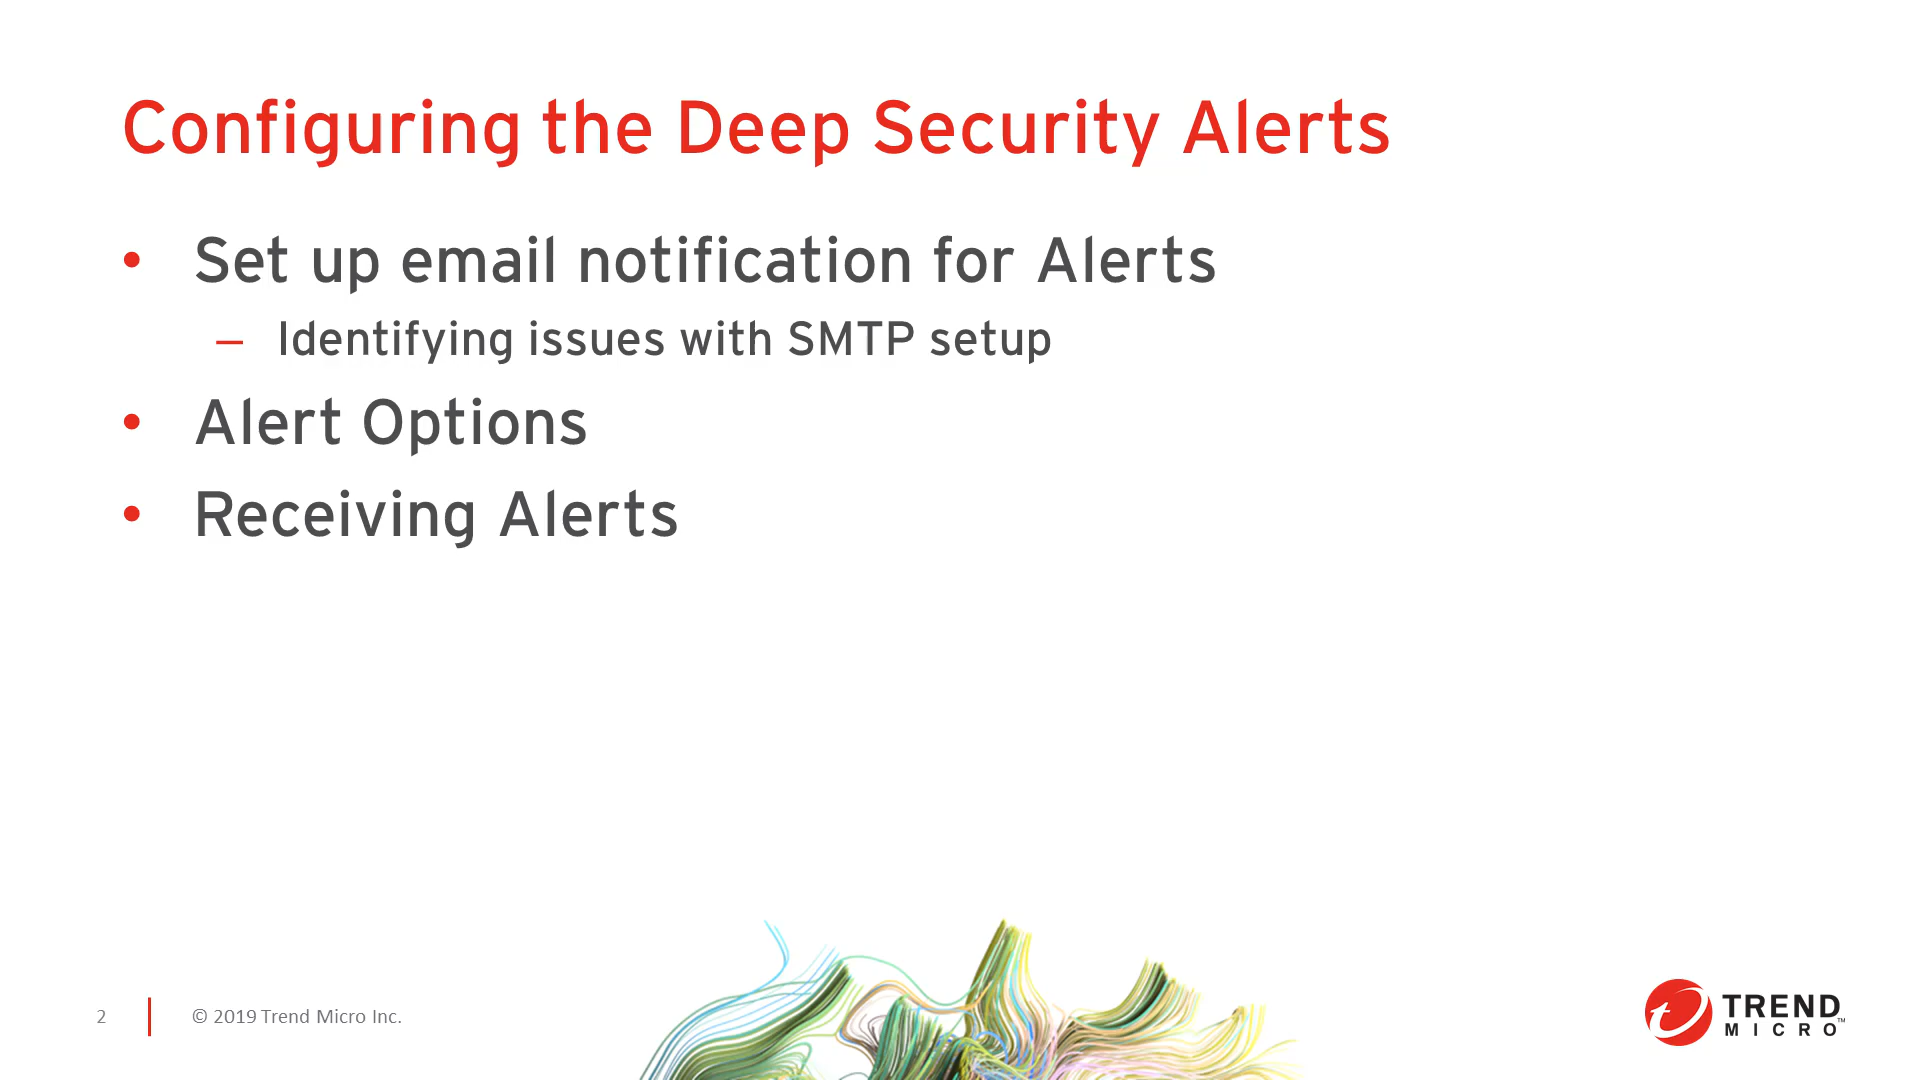 Configuring the Deep Security Alerts
• Set up email notification for Alerts
– Identifying issues with SMTP setup
• Alert Options
• Receiving Alerts
2
© 2019 Trend Micro Inc.
TREND
MICRO™